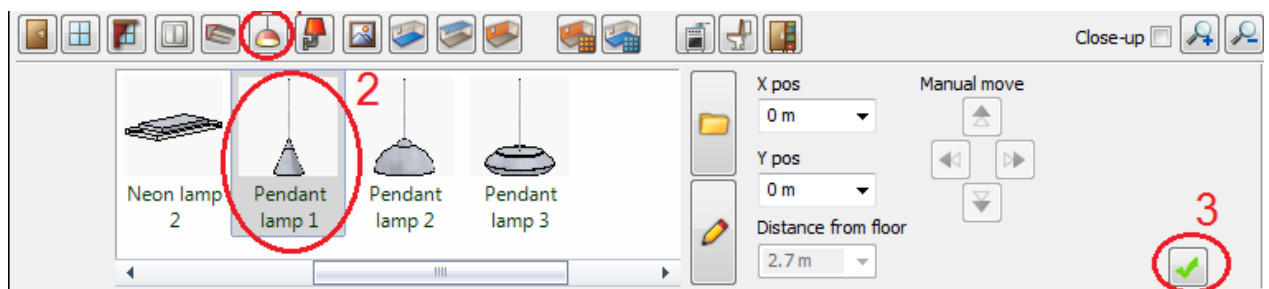 Close-up
2
X pos
Manual move
0 m
Y pos
0 m
Neon lamp
2
Pendant
lamp 1
Pendant
lamp 2
Pendant
lamp 3
Distance from floor
2.7 m
3